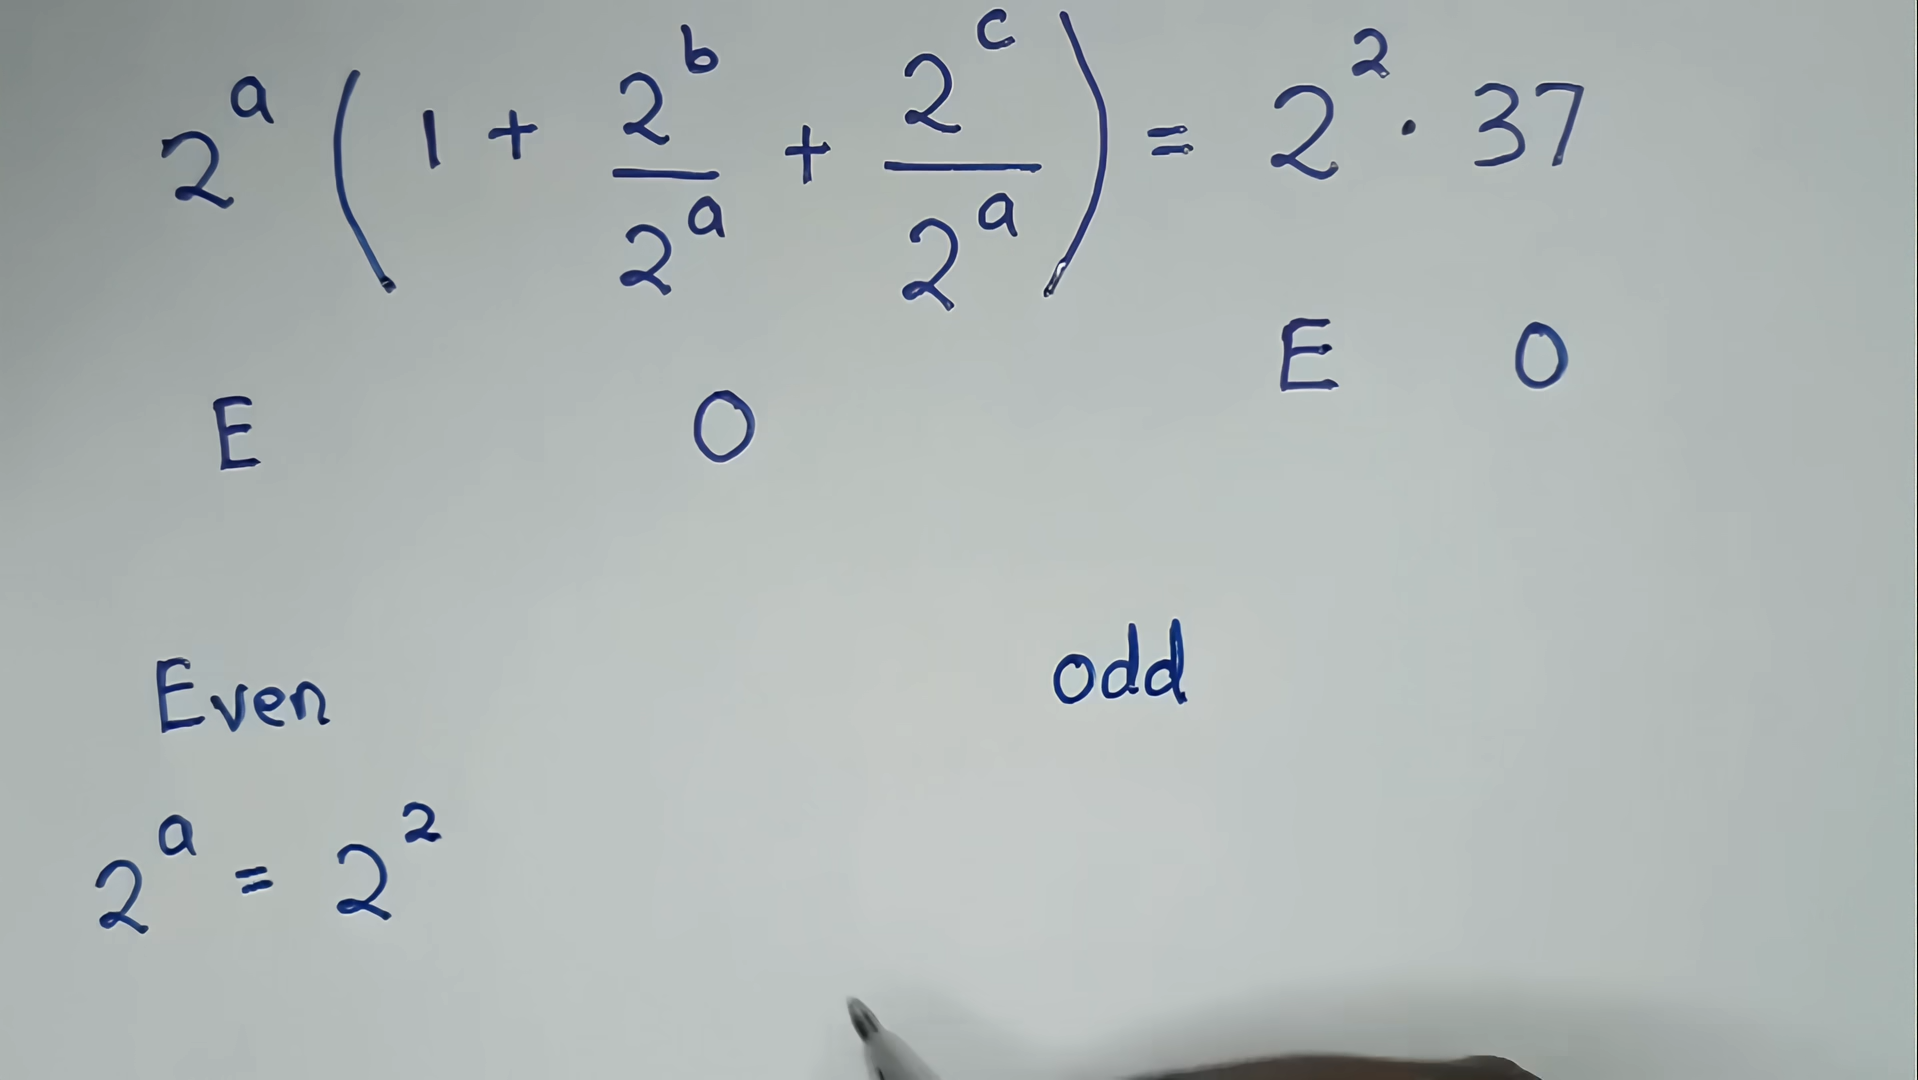 2^a (1 + 2^b/2^a + 2^c/2^a) = 2^2 · 37
E O E O
Even odd
2^a = 2^2